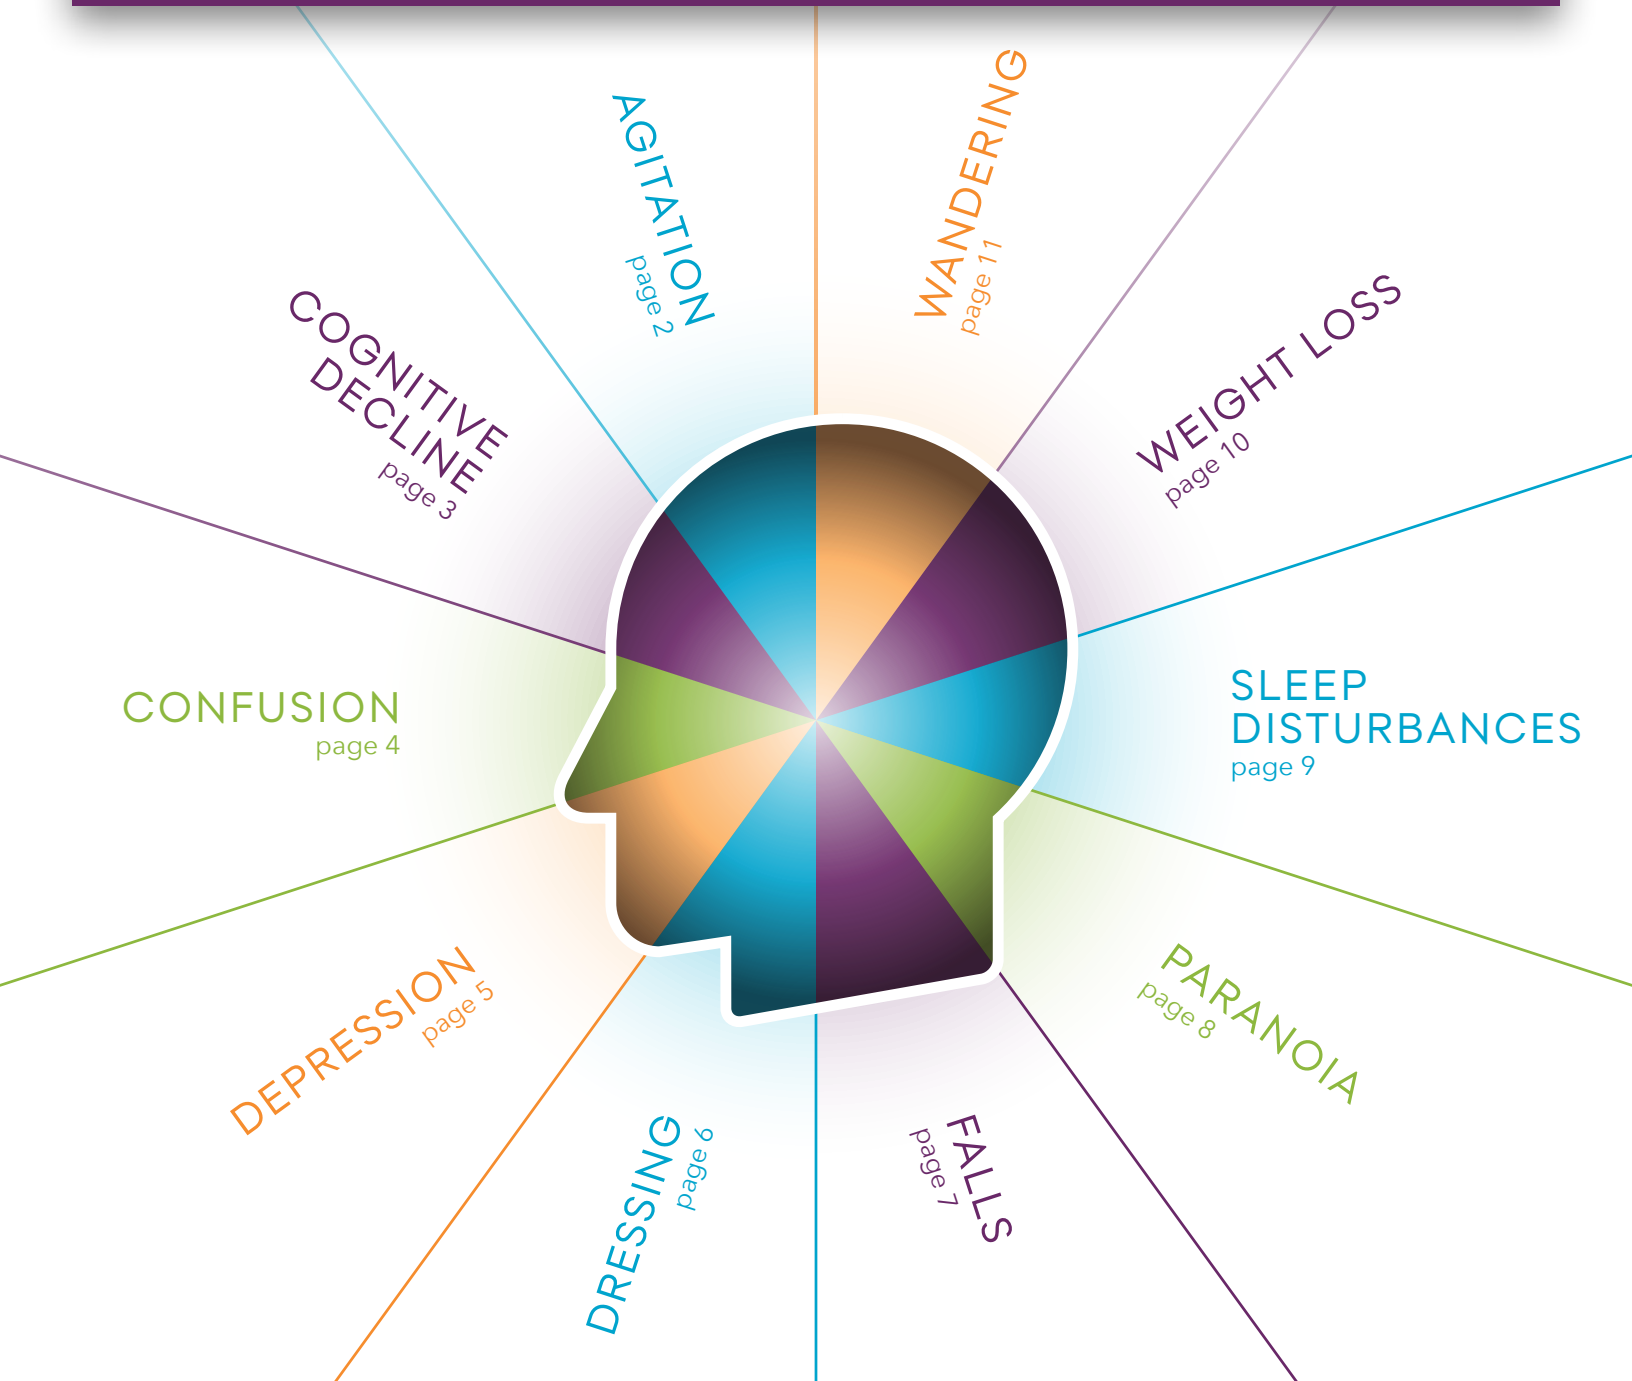 AGITATION
page 2
COGNITIVE
DECLINE
page 3
CONFUSION
page 4
DEPRESSION
page 5
DRESSING
page 6
FALLS
page 7
PARANOIA
page 8
SLEEP
DISTURBANCES
page 9
WEIGHT LOSS
page 10
WANDERING
page 11